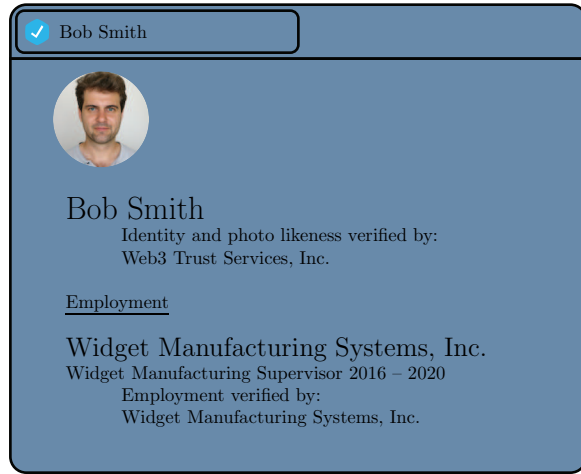 Bob Smith
Bob Smith
Identity and photo likeness verified by:
Web3 Trust Services, Inc.
Employment
Widget Manufacturing Systems, Inc.
Widget Manufacturing Supervisor 2016 – 2020
Employment verified by:
Widget Manufacturing Systems, Inc.